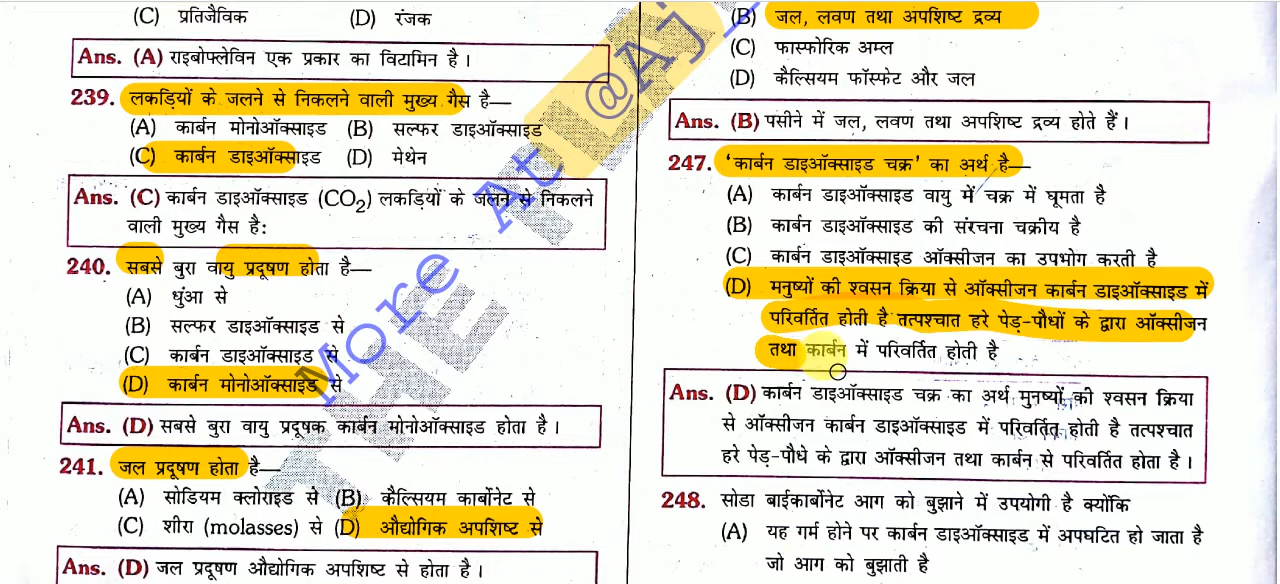 (C) प्रतिजैविक (D) रंजक
Ans. (A) राइबोफ्लेविन एक प्रकार का विटामिन है।
239. लकड़ियों के जलने से निकलने वाली मुख्य गैस है—
(A) कार्बन मोनोऑक्साइड (B) सल्फर डाइऑक्साइड
(C) कार्बन डाइऑक्साइड (D) मेथेन
Ans. (C) कार्बन डाइऑक्साइड (CO2) लकड़ियों के जलने से निकलने
वाली मुख्य गैस है:
240. सबसे बुरा वायु प्रदूषण होता है—
(A) धुंआ से
(B) सल्फर डाइऑक्साइड से
(C) कार्बन डाइऑक्साइड से
(D) कार्बन मोनोऑक्साइड से
Ans. (D) सबसे बुरा वायु प्रदूषक कार्बन मोनोऑक्साइड होता है।
241. जल प्रदूषण होता है—
(A) सोडियम क्लोराइड से (B) कैल्सियम कार्बोनेट से
(C) शीरा (molasses) से (D) औद्योगिक अपशिष्ट से
Ans. (D) जल प्रदूषण औद्योगिक अपशिष्ट से होता है।
(B) जल, लवण तथा अपशिष्ट द्रव्य
(C) फास्फोरिक अम्ल
(D) कैल्सियम फॉस्फेट और जल
Ans. (B) पसीने में जल, लवण तथा अपशिष्ट द्रव्य होते हैं।
247. ‘कार्बन डाइऑक्साइड चक्र’ का अर्थ है—
(A) कार्बन डाइऑक्साइड वायु में चक्र में घूमता है
(B) कार्बन डाइऑक्साइड की संरचना चक्रीय है
(C) कार्बन डाइऑक्साइड ऑक्सीजन का उपभोग करती है
(D) मनुष्यों की श्वसन क्रिया से ऑक्सीजन कार्बन डाइऑक्साइड में
परिवर्तित होती है तत्पश्चात हरे पेड़-पौधों के द्वारा ऑक्सीजन
तथा कार्बन में परिवर्तित होती है
Ans. (D) कार्बन डाइऑक्साइड चक्र का अर्थ मुनष्यों की श्वसन क्रिया
से ऑक्सीजन कार्बन डाइऑक्साइड में परिवर्तित होती है तत्पश्चात
हरे पेड़-पौधे के द्वारा ऑक्सीजन तथा कार्बन से परिवर्तित होता है।
248. सोडा बाईकार्बोनेट आग को बुझाने में उपयोगी है क्योंकि
(A) यह गर्म होने पर कार्बन डाइऑक्साइड में अपघटित हो जाता है
जो आग को बुझाती है
More At @Aj
THE